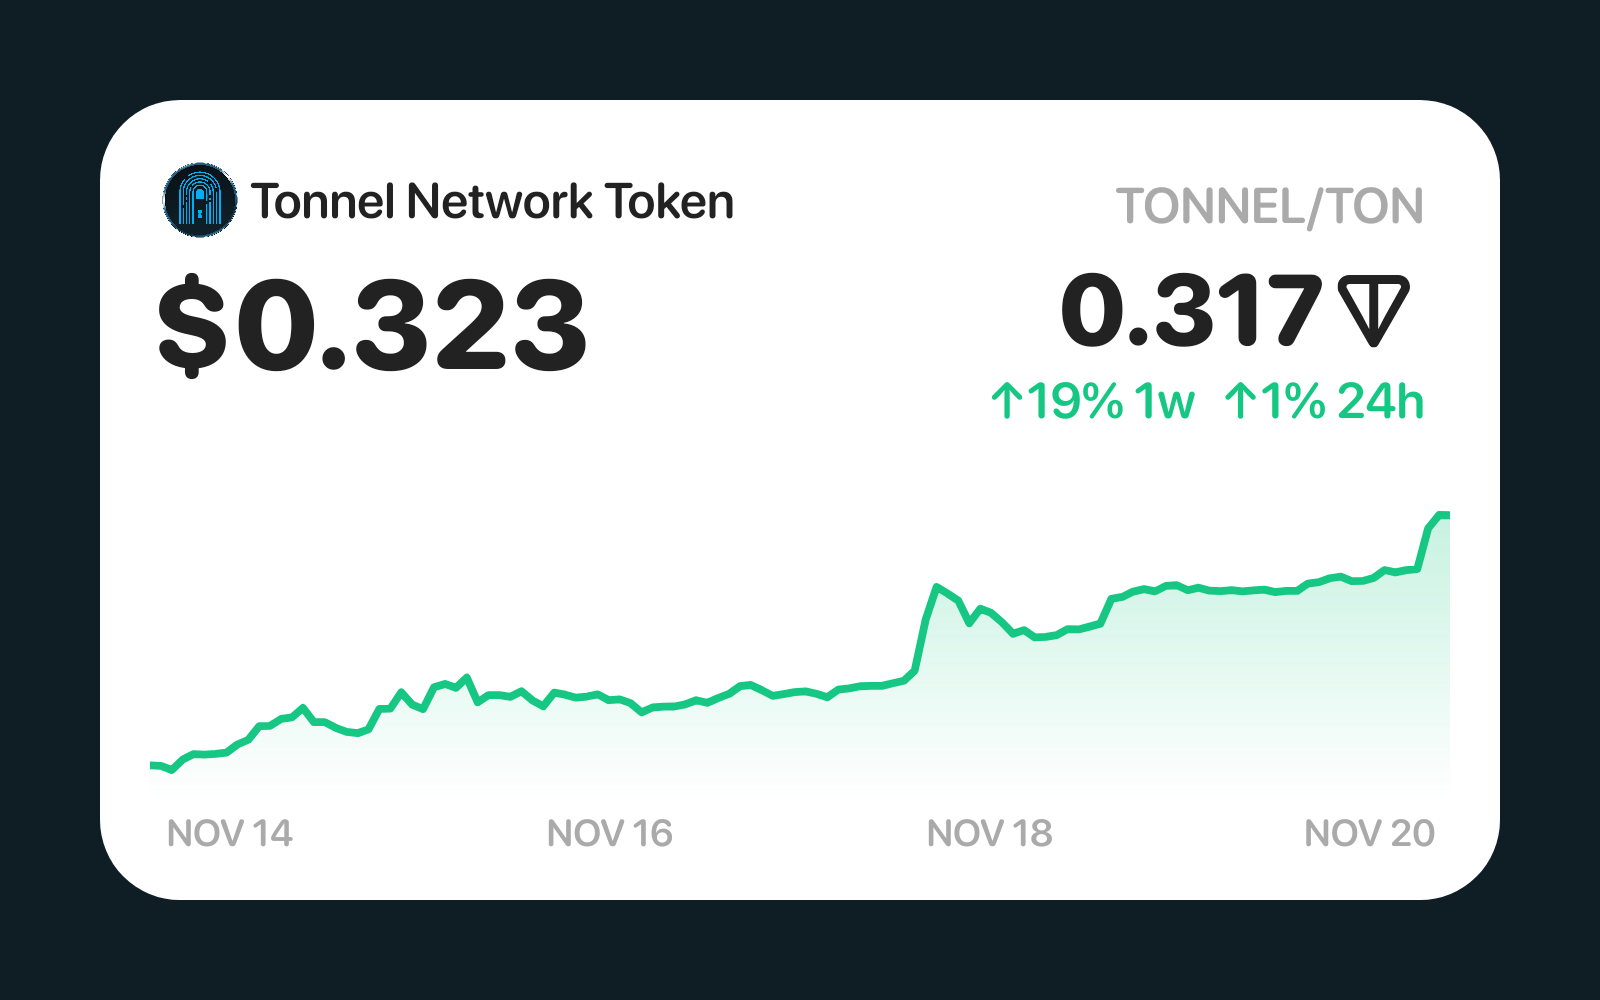 Tonnel Network Token
TONNEL/TON
$0.323
0.317
↑19% 1w ↑1% 24h
NOV 14
NOV 16
NOV 18
NOV 20